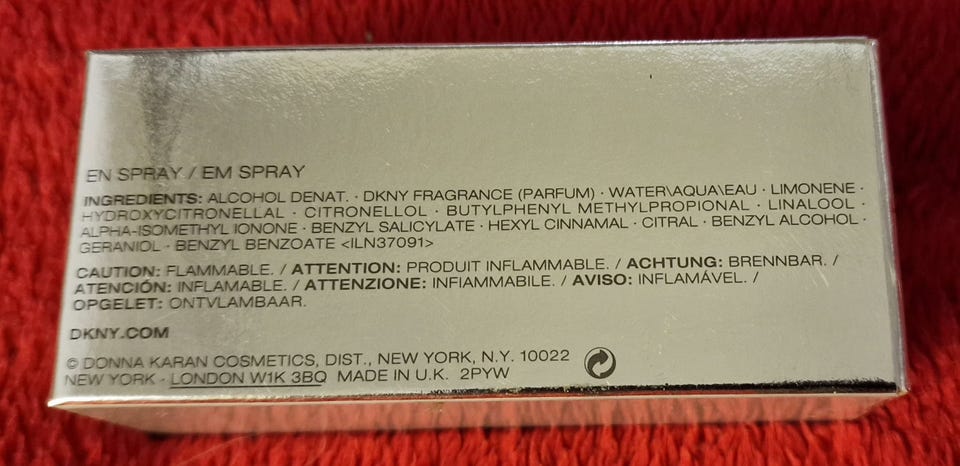 EN SPRAY / EM SPRAY
INGREDIENTS: ALCOHOL DENAT. · DKNY FRAGRANCE (PARFUM) · WATER\AQUA\EAU · LIMONENE ·
HYDROXYCITRONELLAL · CITRONELLOL · BUTYLPHENYL METHYLPROPIONAL · LINALOOL ·
ALPHA-ISOMETHYL IONONE · BENZYL SALICYLATE · HEXYL CINNAMAL · CITRAL · BENZYL ALCOHOL ·
GERANIOL · BENZYL BENZOATE <ILN37091>
CAUTION: FLAMMABLE. / ATTENTION: PRODUIT INFLAMMABLE. / ACHTUNG: BRENNBAR. /
ATENCIÓN: INFLAMABLE. / ATTENZIONE: INFIAMMABILE. / AVISO: INFLAMÁVEL. /
OPGELET: ONTVLAMBAAR.
DKNY.COM
© DONNA KARAN COSMETICS, DIST., NEW YORK, N.Y. 10022
NEW YORK · LONDON W1K 3BQ MADE IN U.K. 2PYW